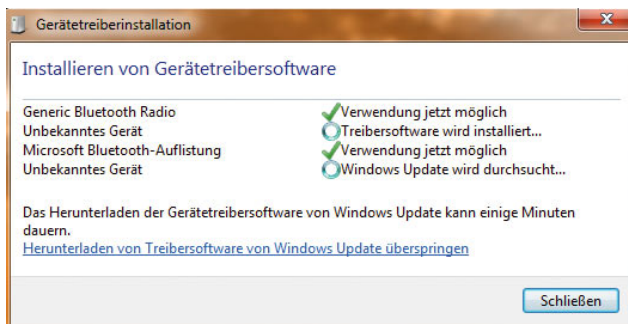 Gerätetreiberinstallation
Installieren von Gerätetreibersoftware
Generic Bluetooth Radio Verwendung jetzt möglich
Unbekanntes Gerät Treibersoftware wird installiert...
Microsoft Bluetooth-Auflistung Verwendung jetzt möglich
Unbekanntes Gerät Windows Update wird durchsucht...
Das Herunterladen der Gerätetreibersoftware von Windows Update kann einige Minuten
dauern.
Herunterladen von Treibersoftware von Windows Update überspringen
Schließen